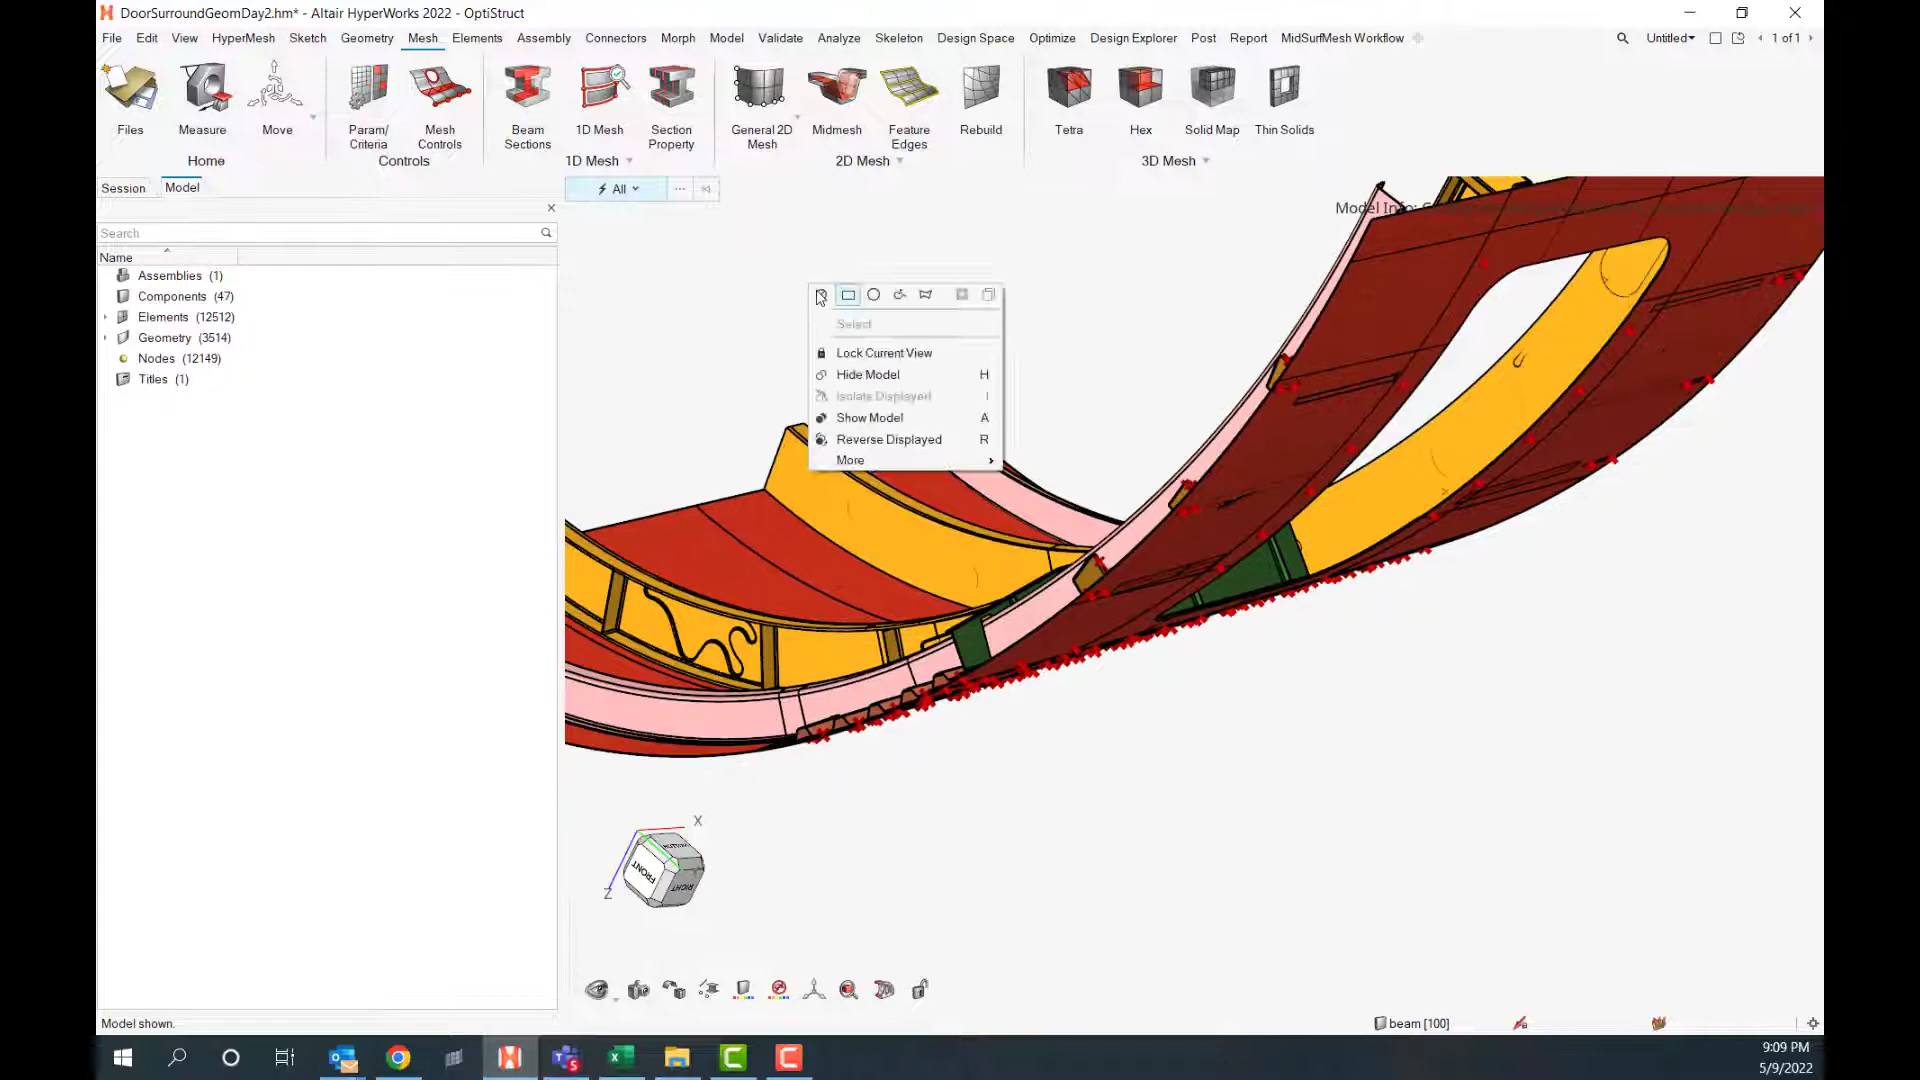 DoorSurroundGeomDay2.hm* - Altair HyperWorks 2022 - OptiStruct
File Edit View HyperMesh Sketch Geometry Mesh Elements Assembly Connectors Morph Model Validate Analyze Skeleton Design Space Optimize Design Explorer Post Report MidSurfMesh Workflow Untitled 1 of 1
Files Measure Move Param/ Criteria Mesh Controls Beam Sections 1D Mesh Section Property General 2D Mesh Midmesh Feature Edges Rebuild Tetra Hex Solid Map Thin Solids
Home Controls 1D Mesh 2D Mesh 3D Mesh
Session Model All
Model Info:
Search
Name
Assemblies (1)
Components (47)
Elements (12512)
Geometry (3514)
Nodes (12149)
Titles (1)
Select
Lock Current View
Hide Model H
Isolate Displayed I
Show Model A
Reverse Displayed R
More
X
Z
FRONT
RIGHT
Model shown.
beam [100]
9:09 PM
5/9/2022